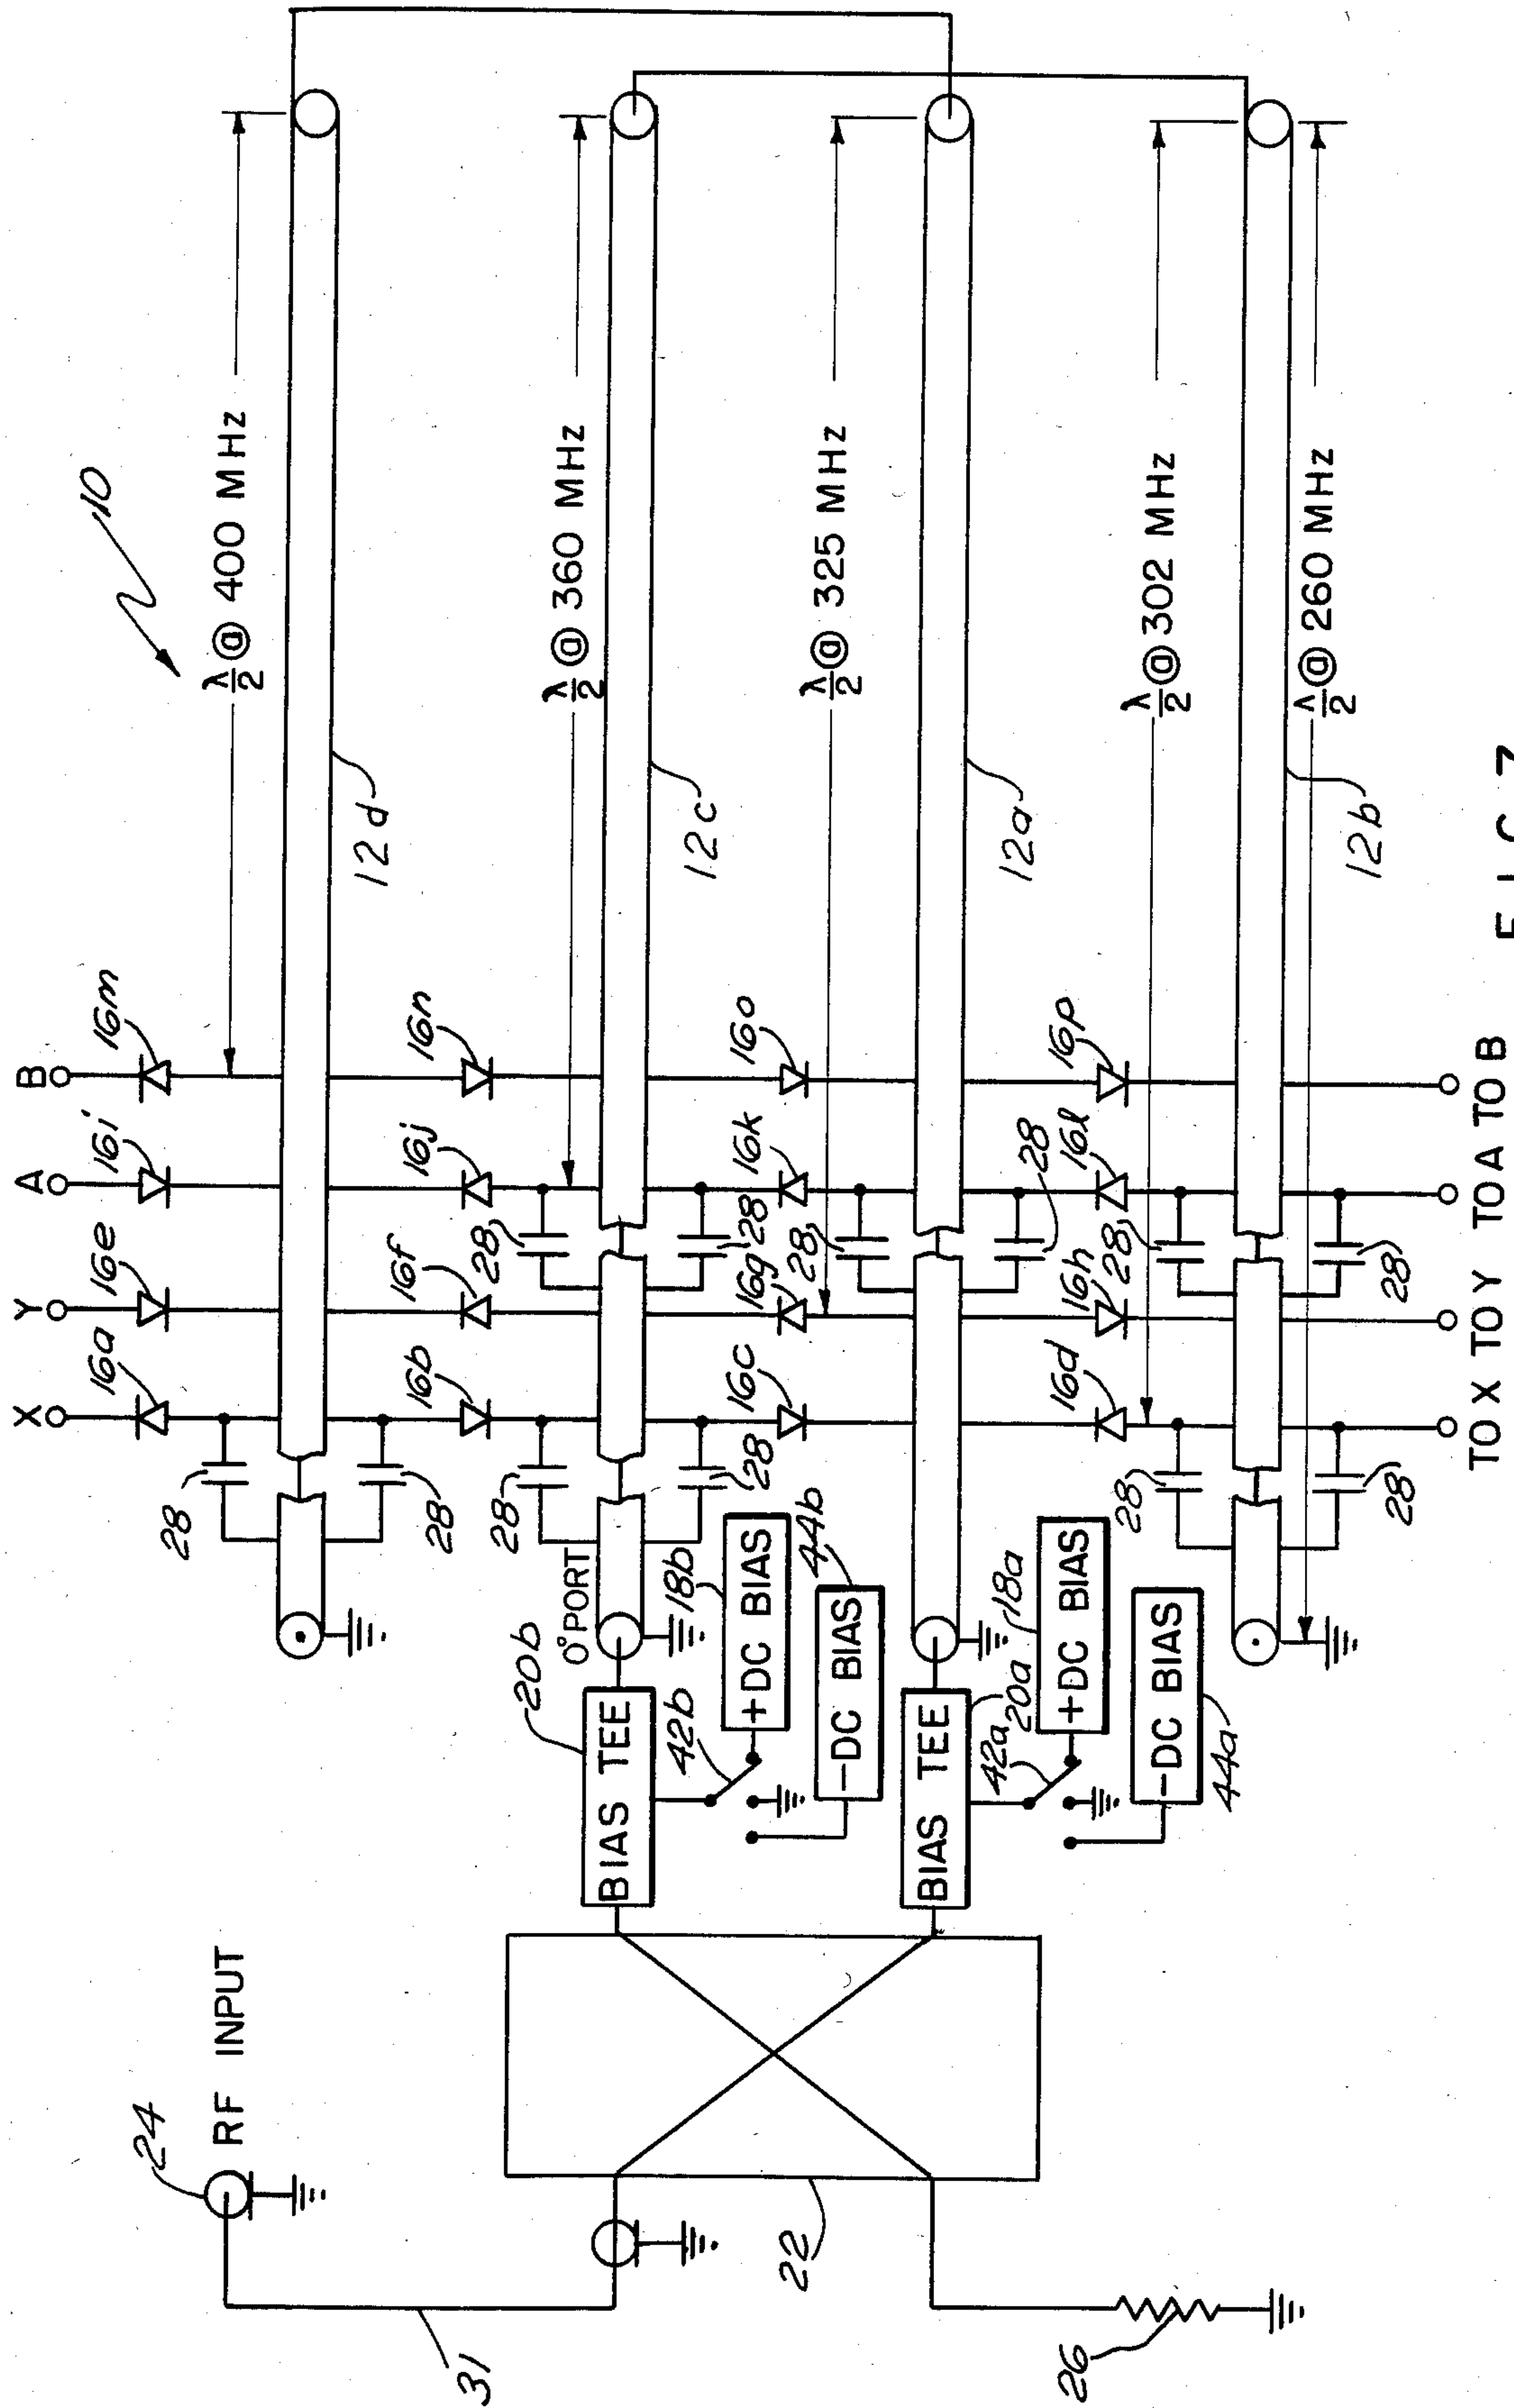 X
Y
A
B
16a
16e
16i
16m
10
24
RF INPUT
λ/2 @ 400 MHz
28
28
12d
16b
16f
16j
16n
31
0° PORT
20b
BIAS TEE
28
28
28
28
λ/2 @ 360 MHz
12c
42b
18b
+DC BIAS
44b
-DC BIAS
16c
16g
16k
16o
22
λ/2 @ 325 MHz
28
28
12a
BIAS TEE
20a
42a
18a
+DC BIAS
44a
-DC BIAS
16d
16h
16l
16p
26
λ/2 @ 302 MHz
28
28
28
28
λ/2 @ 260 MHz
12b
TO X TO Y TO A TO B